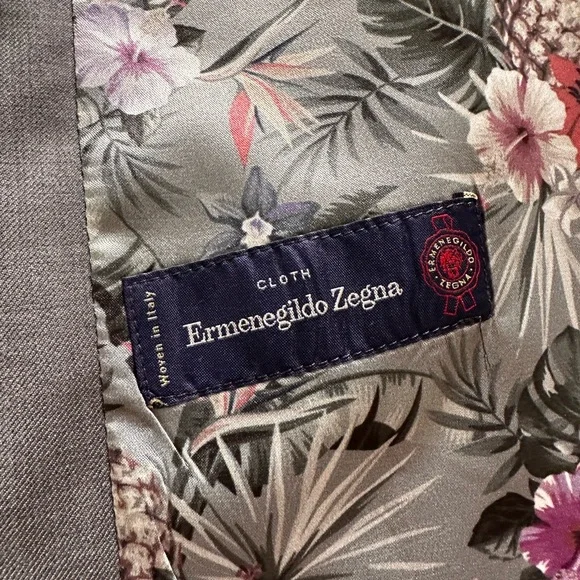 CLOTH
Ermenegildo Zegna
Woven in Italy
ERMENEGILDO
ZEGNA